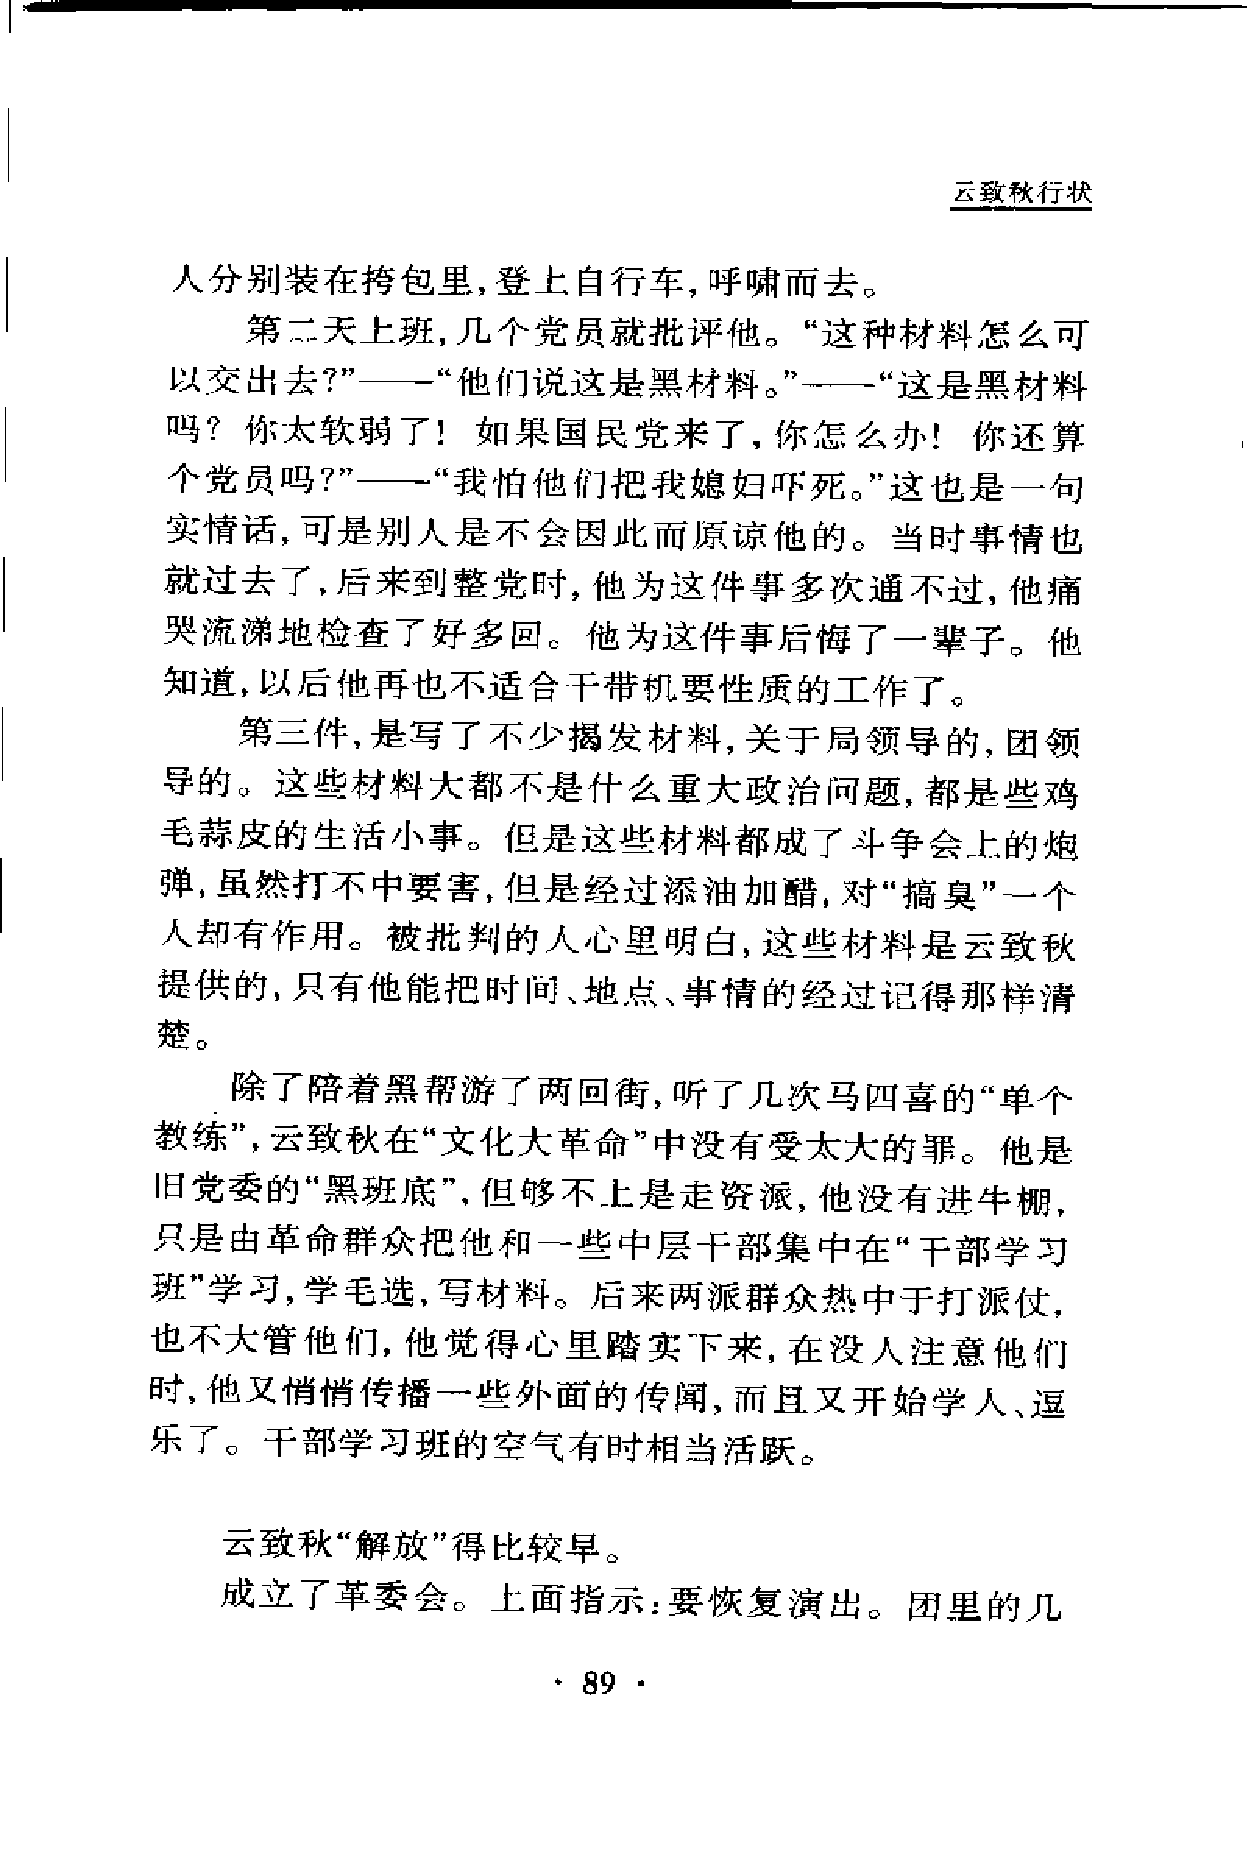 云致秋行状
人分别装在挎包里,登上自行车,呼啸而去。
第二天上班,几个党员就批评他。“这种材料怎么可
以交出去?”——“他们说这是黑材料。”——“这是黑材料
吗? 你太软弱了! 如果国民党来了,你怎么办! 你还算
个党员吗?”——“我怕他们把我媳妇吓死。”这也是一句
实情话,可是别人是不会因此而原谅他的。当时事情也
就过去了,后来到整党时,他为这件事多次通不过,他痛
哭流涕地检查了好多回。他为这件事后悔了一辈子。他
知道,以后他再也不适合干带机要性质的工作了。
第三件,是写了不少揭发材料,关于局领导的,团领
导的。这些材料大都不是什么重大政治问题,都是些鸡
毛蒜皮的生活小事。但是这些材料都成了斗争会上的炮
弹,虽然打不中要害,但是经过添油加醋,对“搞臭”一个
人却有作用。被批判的人心里明白,这些材料是云致秋
提供的,只有他能把时间、地点、事情的经过记得那样清
楚。
除了陪着黑帮游了两回街,听了几次马四喜的“单个
教练”,云致秋在“文化大革命”中没有受太大的罪。他是
旧党委的“黑班底”,但够不上是走资派,他没有进牛棚,
只是由革命群众把他和一些中层干部集中在“干部学习
班”学习,学毛选,写材料。后来两派群众热中于打派仗,
也不大管他们,他觉得心里踏实下来,在没人注意他们
时,他又悄悄传播一些外面的传闻,而且又开始学人、逗
乐了。干部学习班的空气有时相当活跃。
云致秋“解放”得比较早。
成立了革委会。上面指示:要恢复演出。团里的几
· 89 ·